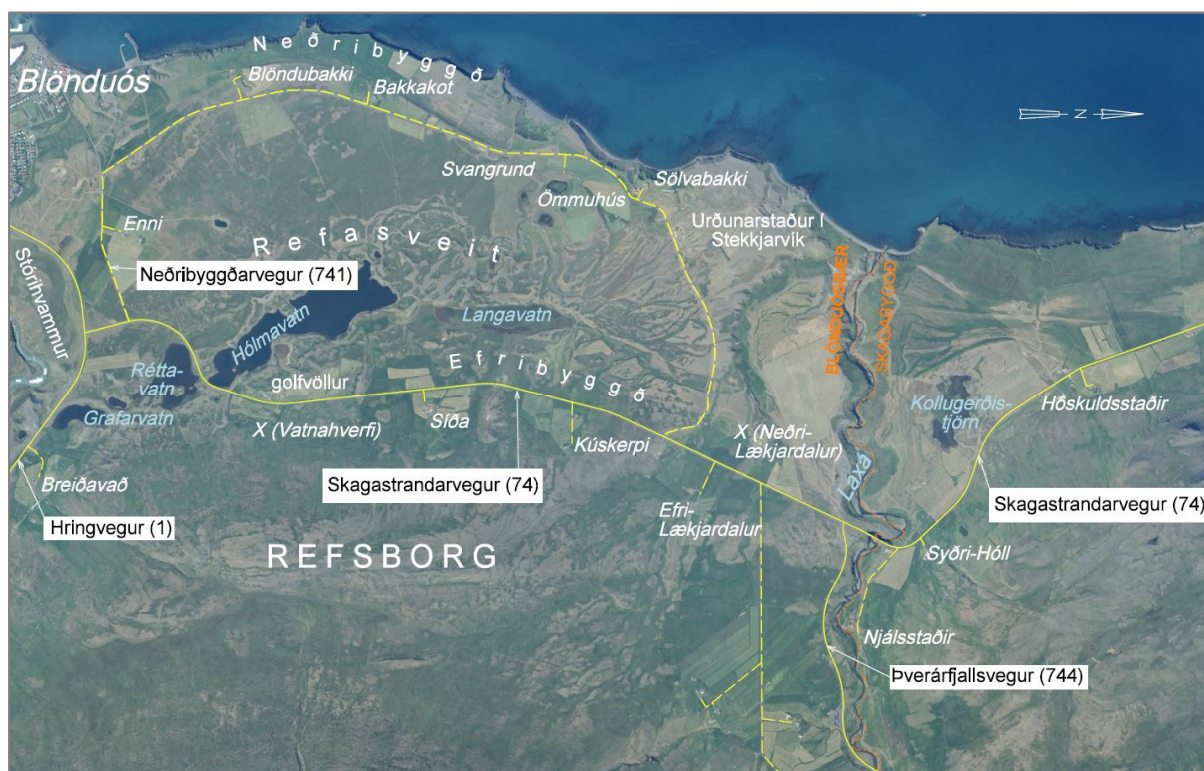 Neðribyggð
Blönduós
Blöndubakki
Bakkakot
N
Svangrund
Sölvabakki
Ömmuhús
Enni
Urðunarstaður í
Stekkjarvík
Refasveit
Neðribyggðarvegur (741)
BLÖNDUÓSBÆR
SKAGABYGGÐ
Stórihvammur
Hólmavatn
Langavatn
Rétta-
vatn
Efribyggð
golfvöllur
Grafarvatn
Kollugerðis-
tjörn
Höskuldsstaðir
X (Vatnahverfi)
Síða
Kúskerpi
X (Neðri-
Lækjardalur)
Laxá
Breiðavað
Skagastrandarvegur (74)
Skagastrandarvegur (74)
Hringvegur (1)
Efri-
Lækjardalur
REFSBORG
Syðri-Hóll
Njálsstaðir
Þverárfjallsvegur (744)